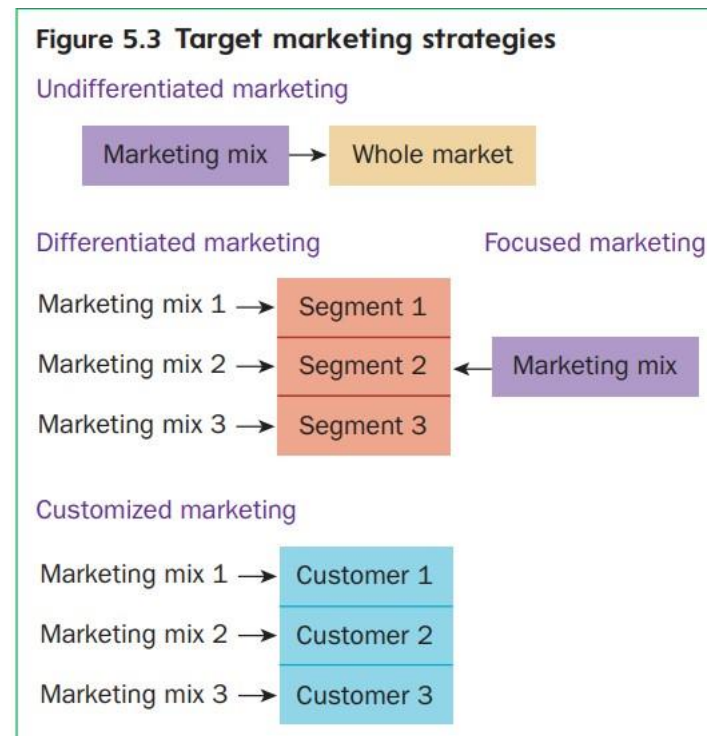 Figure 5.3 Target marketing strategies
Undifferentiated marketing
Marketing mix
Whole market
Differentiated marketing
Focused marketing
Marketing mix 1
Segment 1
Marketing mix 2
Segment 2
Marketing mix
Marketing mix 3
Segment 3
Customized marketing
Marketing mix 1
Customer 1
Marketing mix 2
Customer 2
Marketing mix 3
Customer 3